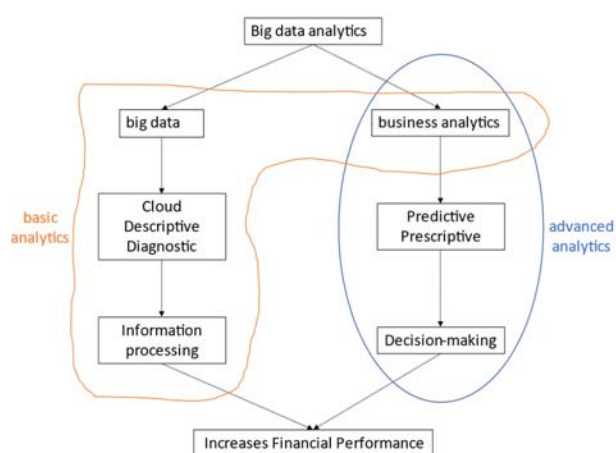 Big data analytics
big data
business analytics
basic
analytics
Cloud
Descriptive
Diagnostic
Predictive
Prescriptive
advanced
analytics
Information
processing
Decision-making
Increases Financial Performance